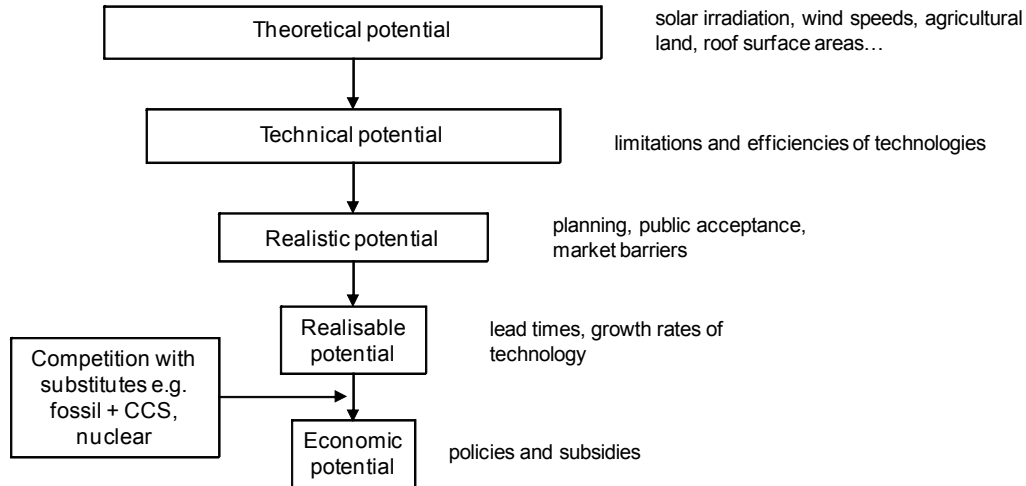 Theoretical potential
solar irradiation, wind speeds, agricultural
land, roof surface areas...
Technical potential
limitations and efficiencies of technologies
Realistic potential
planning, public acceptance,
market barriers
Realisable
potential
lead times, growth rates of
technology
Competition with
substitutes e.g.
fossil + CCS,
nuclear
Economic
potential
policies and subsidies